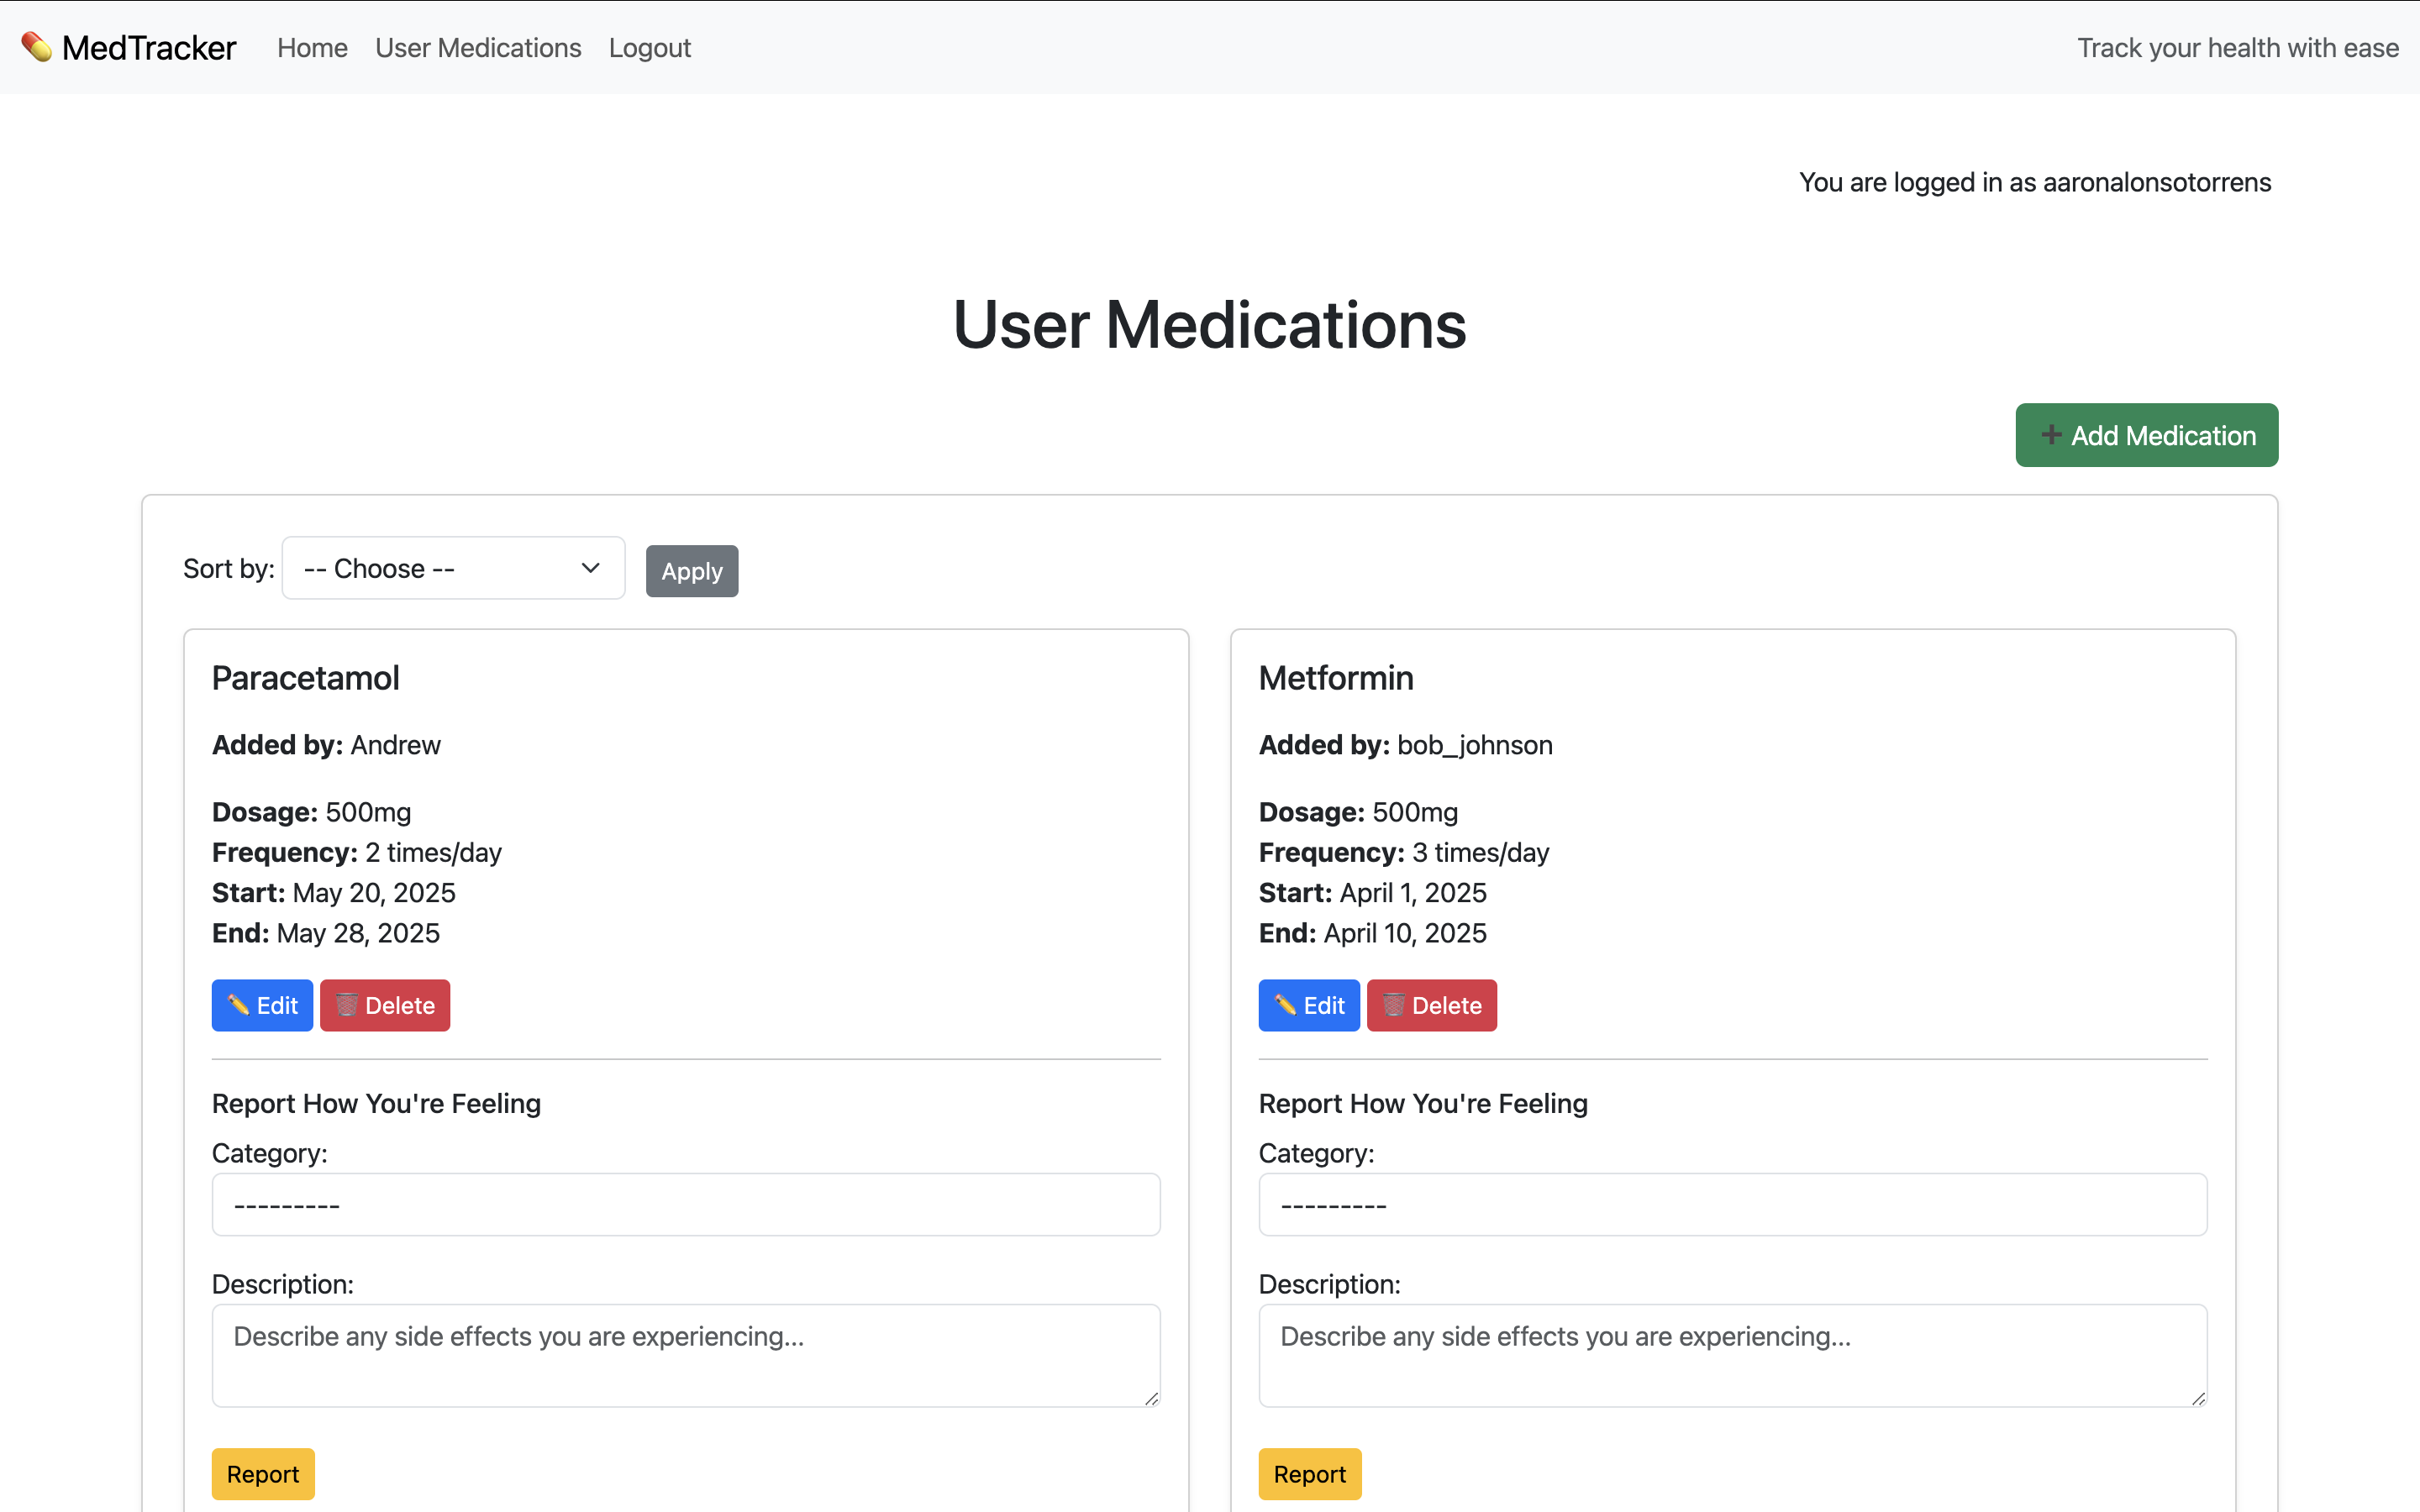 MedTracker Home User Medications Logout Track your health with ease
You are logged in as aaronalonsotorrens
User Medications
➕ Add Medication
Sort by: -- Choose -- Apply
Paracetamol
Added by: Andrew
Dosage: 500mg
Frequency: 2 times/day
Start: May 20, 2025
End: May 28, 2025
Edit Delete
Report How You're Feeling
Category:
---------
Description:
Describe any side effects you are experiencing...
Report
Metformin
Added by: bob_johnson
Dosage: 500mg
Frequency: 3 times/day
Start: April 1, 2025
End: April 10, 2025
Edit Delete
Report How You're Feeling
Category:
---------
Description:
Describe any side effects you are experiencing...
Report